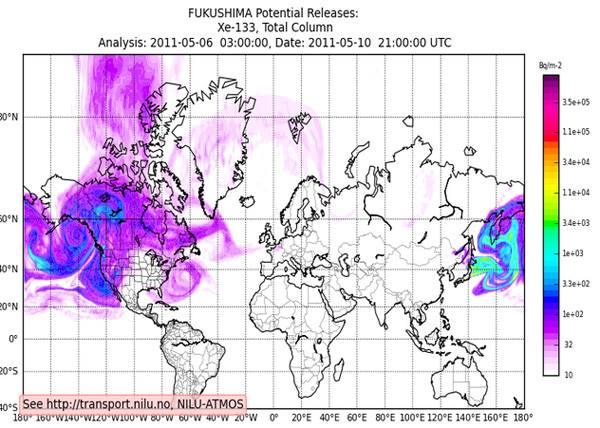 FUKUSHIMA Potential Releases:
Xe-133, Total Column
Analysis: 2011-05-06 03:00:00, Date: 2011-05-10 21:00:00 UTC
Bq/m-2
3.5e+05
1.1e+05
3.4e+04
1.1e+04
3.4e+03
1e+03
3.3e+02
1e+02
32
10
80°N
60°N
40°N
20°N
0°
20°S
40°S
See http://transport.nilu.no, NILU-ATMOS
180° 160°W 140°W 120°W 100°W 80°W 60°W 40°W 20°W 0° 20°E 40°E 60°E 80°E 100°E 120°E 140°E 160°E 180°